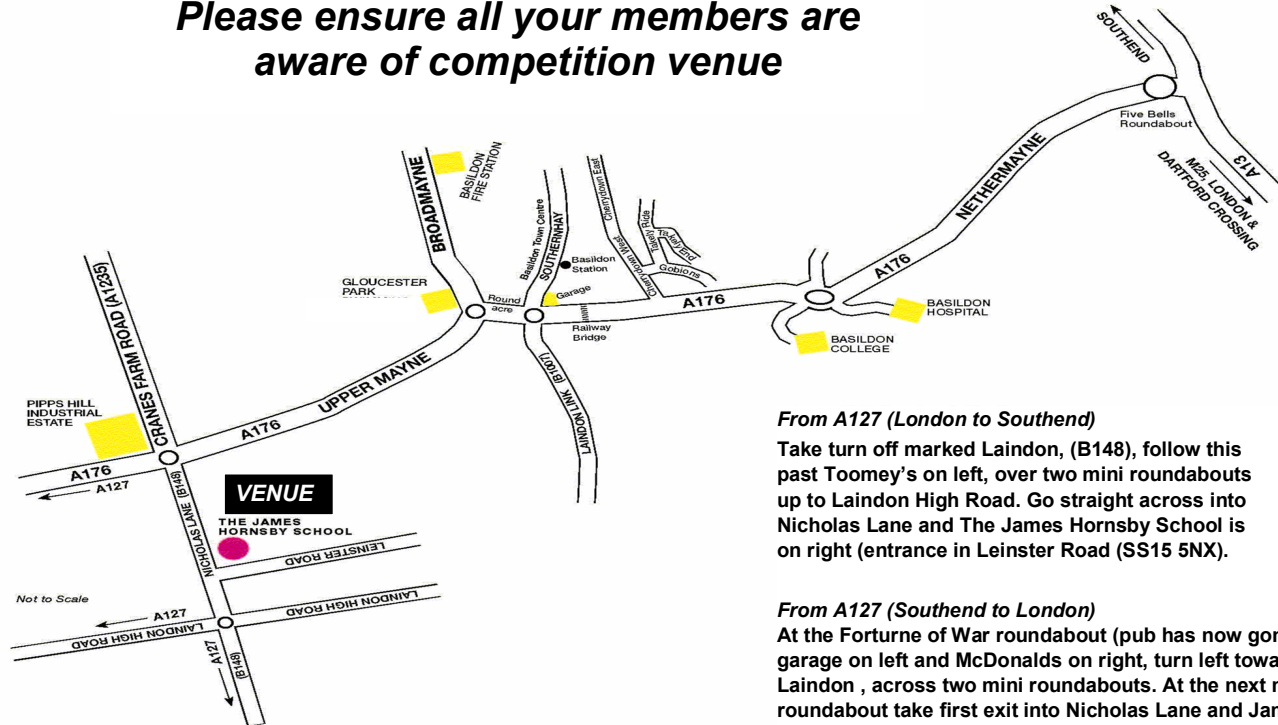 Please ensure all your members are
aware of competition venue
SOUTHEND
Five Bells
Roundabout
A13
M25, LONDON &
DARTFORD CROSSING
NETHERMAYNE
A176
BASILDON
FIRE STATION
BROADMAYNE
Basildon Town Centre
SOUTHERNHAY
Cherrydown East
Cherrydown West
Takely Ride
Takely End
Gobions
Basildon
Station
GLOUCESTER
PARK
Round
acre
Garage
A176
Railway
Bridge
BASILDON
HOSPITAL
BASILDON
COLLEGE
CRANES FARM ROAD (A1235)
UPPER MAYNE
A176
LAINDON LINK (B1007)
PIPPS HILL
INDUSTRIAL
ESTATE
A176
A127
NICHOLAS LANE (B148)
VENUE
THE JAMES
HORNSBY SCHOOL
LEINSTER ROAD
Not to Scale
A127
LAINDON HIGH ROAD
LAINDON HIGH ROAD
A127
(B148)
From A127 (London to Southend)
Take turn off marked Laindon, (B148), follow this
past Toomey’s on left, over two mini roundabouts
up to Laindon High Road. Go straight across into
Nicholas Lane and The James Hornsby School is
on right (entrance in Leinster Road (SS15 5NX).
From A127 (Southend to London)
At the Forturne of War roundabout (pub has now
garage on left and McDonalds on right, turn left
Laindon , across two mini roundabouts. At the next
roundabout take first exit into Nicholas Lane and